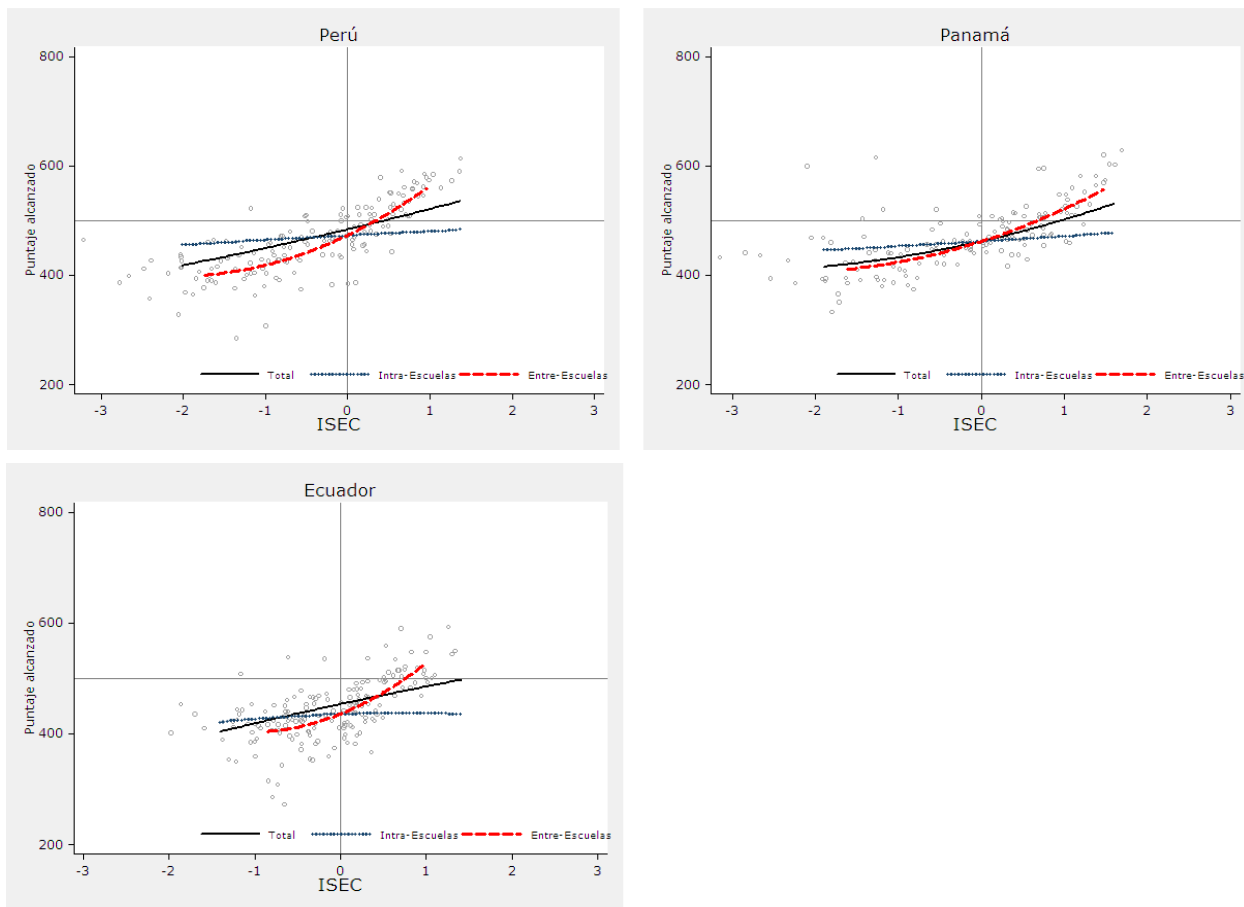 Perú
800
600
400
200
Puntaje alcanzado
Total Intra-Escuelas Entre-Escuelas
-3 -2 -1 0 1 2 3
ISEC
Panamá
800
600
400
200
Puntaje alcanzado
Total Intra-Escuelas Entre-Escuelas
-3 -2 -1 0 1 2 3
ISEC
Ecuador
800
600
400
200
Puntaje alcanzado
Total Intra-Escuelas Entre-Escuelas
-3 -2 -1 0 1 2 3
ISEC